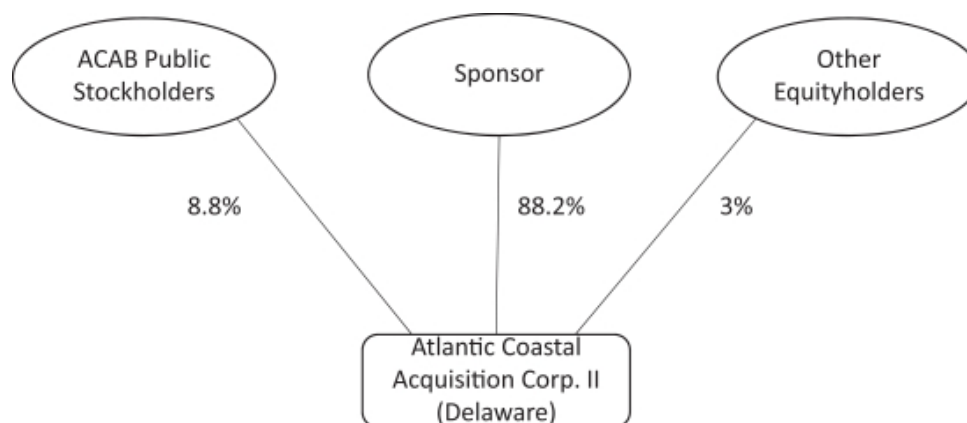 ACAB Public
Stockholders
Sponsor
Other
Equityholders
8.8%
88.2%
3%
Atlantic Coastal
Acquisition Corp. II
(Delaware)